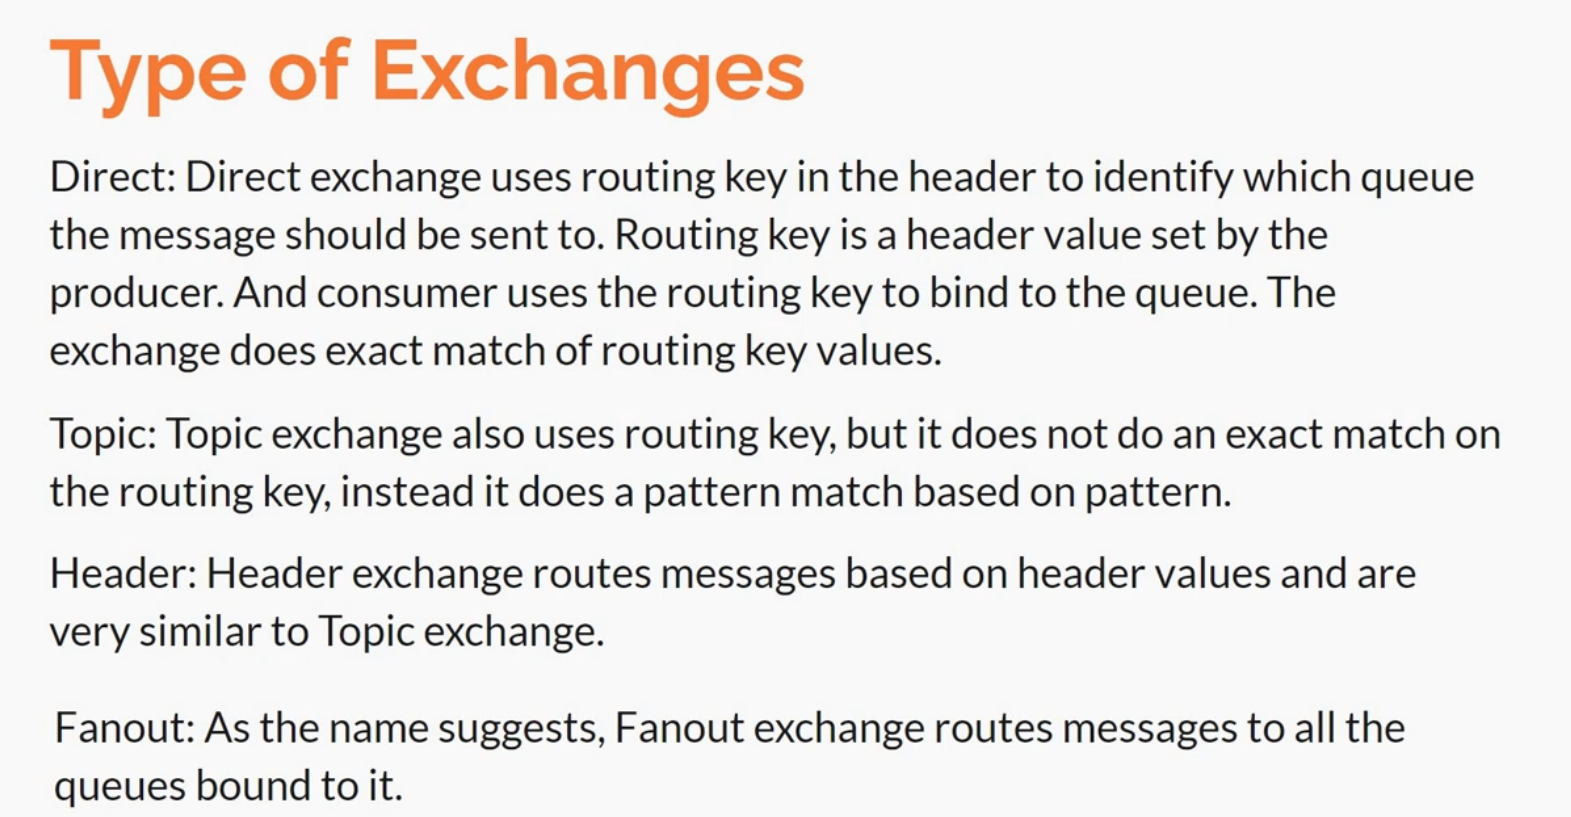 Type of Exchanges
Direct: Direct exchange uses routing key in the header to identify which queue
the message should be sent to. Routing key is a header value set by the
producer. And consumer uses the routing key to bind to the queue. The
exchange does exact match of routing key values.
Topic: Topic exchange also uses routing key, but it does not do an exact match on
the routing key, instead it does a pattern match based on pattern.
Header: Header exchange routes messages based on header values and are
very similar to Topic exchange.
Fanout: As the name suggests, Fanout exchange routes messages to all the
queues bound to it.